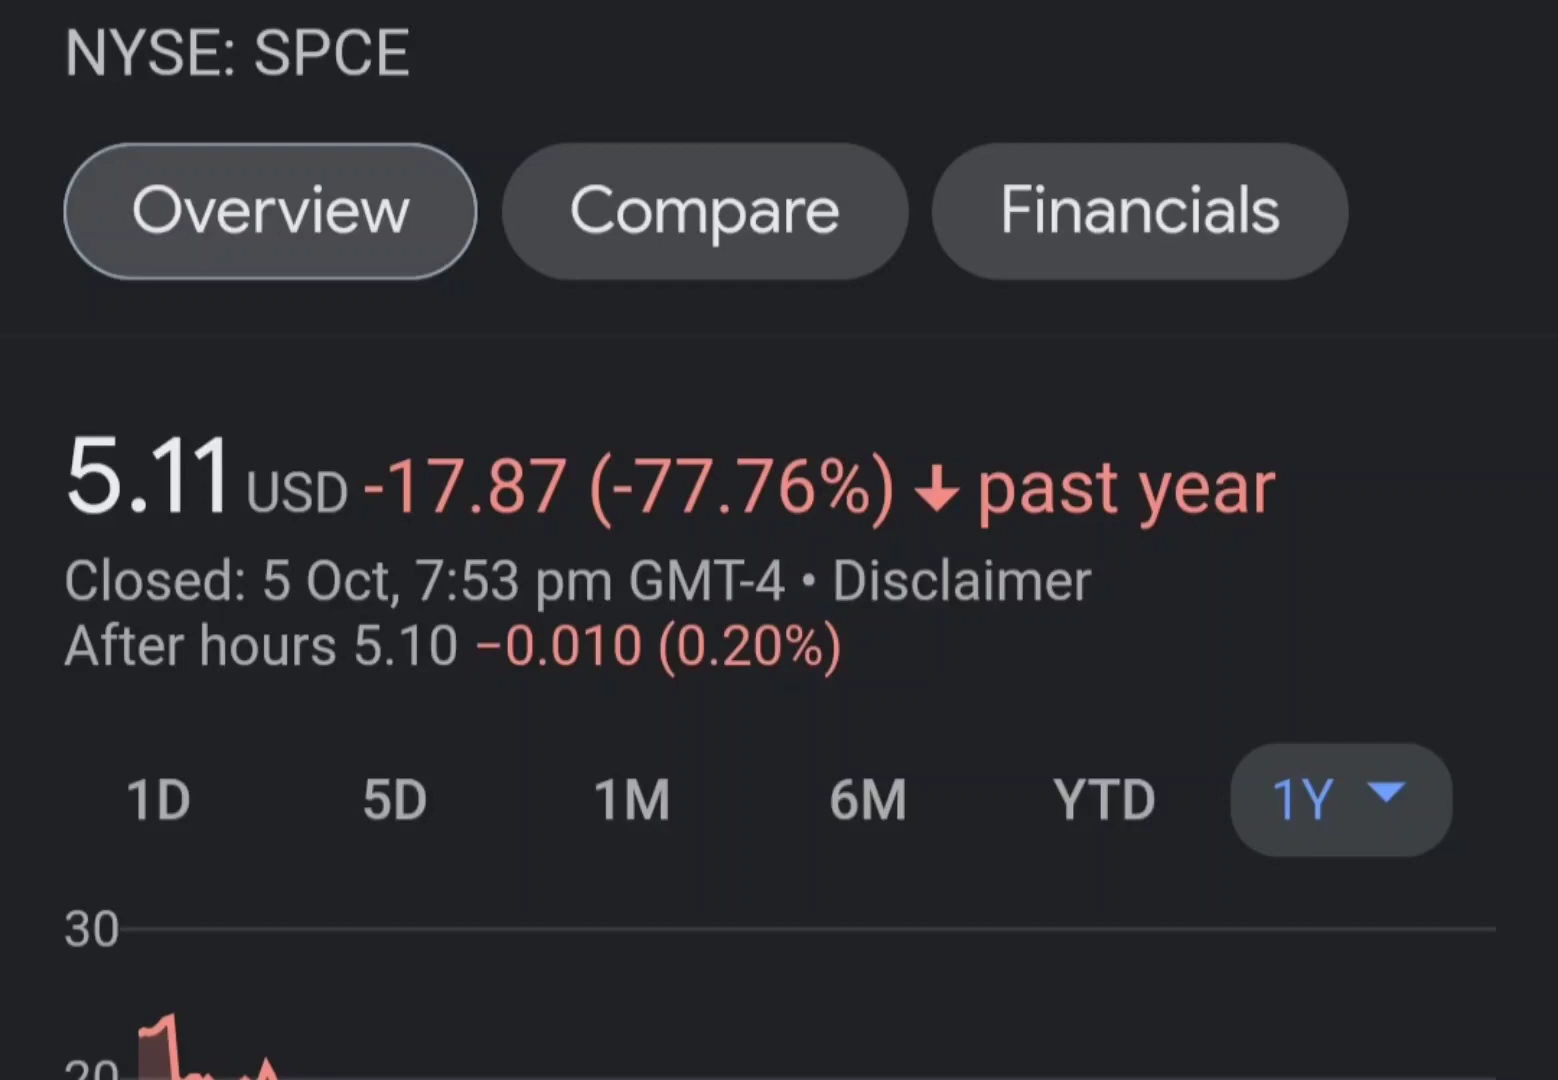 NYSE: SPCE
Overview Compare Financials
5.11 USD -17.87 (-77.76%) ↓ past year
Closed: 5 Oct, 7:53 pm GMT-4 • Disclaimer
After hours 5.10 −0.010 (0.20%)
1D 5D 1M 6M YTD 1Y
30
20